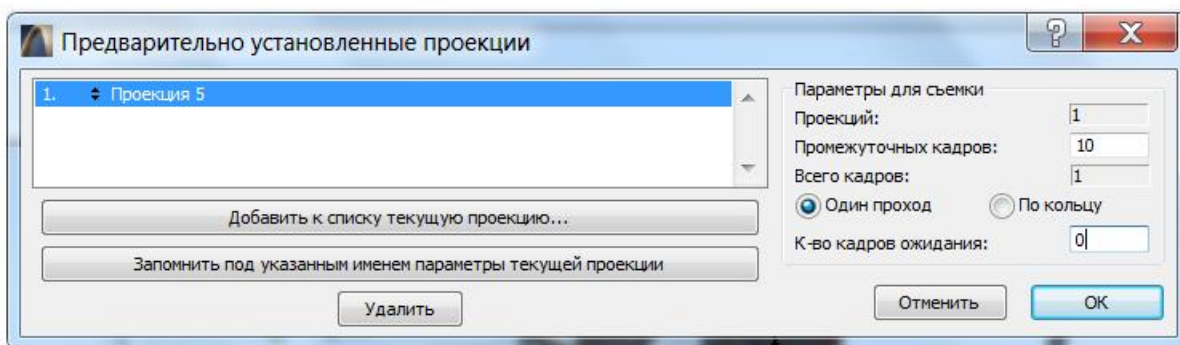 Предварительно установленные проекции
1. Проекция 5
Добавить к списку текущую проекцию...
Запомнить под указанным именем параметры текущей проекции
Удалить
Параметры для съемки
Проекций: 1
Промежуточных кадров: 10
Всего кадров: 1
Один проход По кольцу
К-во кадров ожидания: 0
Отменить OK